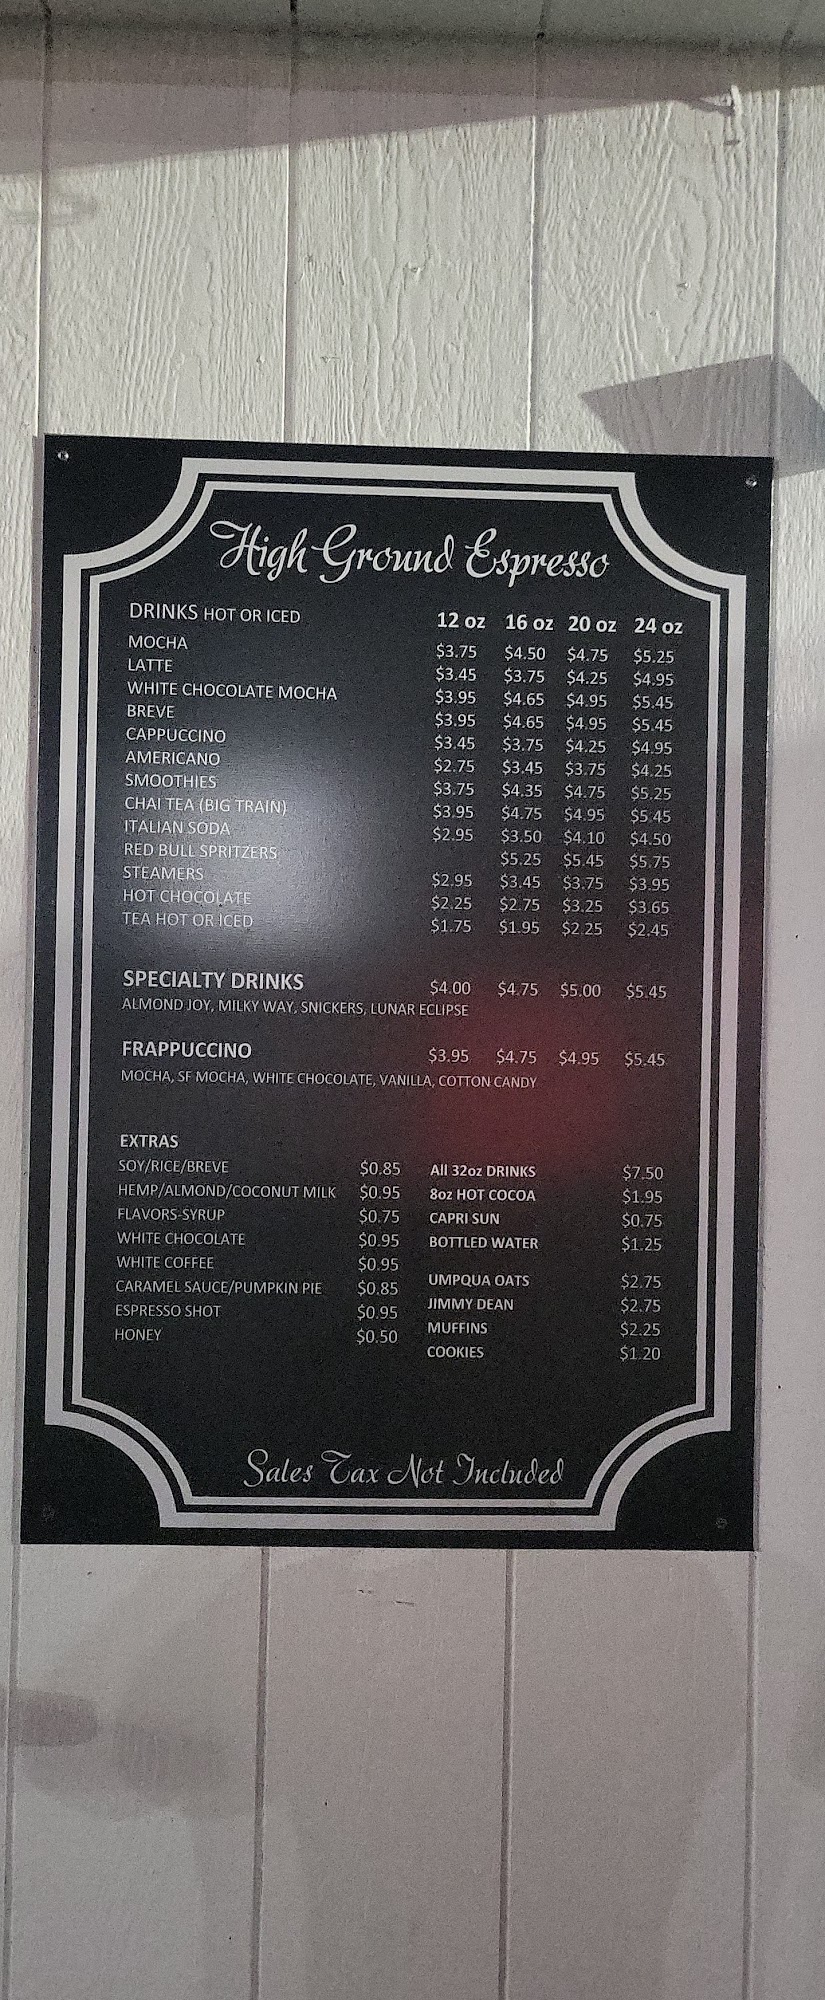 High Ground Espresso
DRINKS HOT OR ICED 12 oz 16 oz 20 oz 24 oz
MOCHA $3.75 $4.50 $4.75 $5.25
LATTE $3.45 $3.75 $4.25 $4.95
WHITE CHOCOLATE MOCHA $3.95 $4.65 $4.95 $5.45
BREVE $3.95 $4.65 $4.95 $5.45
CAPPUCCINO $3.45 $3.75 $4.25 $4.95
AMERICANO $2.75 $3.45 $3.75 $4.25
SMOOTHIES $3.75 $4.35 $4.75 $5.25
CHAI TEA (BIG TRAIN) $3.95 $4.75 $4.95 $5.45
ITALIAN SODA $2.95 $3.50 $4.10 $4.50
RED BULL SPRITZERS $5.25 $5.45 $5.75
STEAMERS $2.95 $3.45 $3.75 $3.95
HOT CHOCOLATE $2.25 $2.75 $3.25 $3.65
TEA HOT OR ICED $1.75 $1.95 $2.25 $2.45
SPECIALTY DRINKS $4.00 $4.75 $5.00 $5.45
ALMOND JOY, MILKY WAY, SNICKERS, LUNAR ECLIPSE
FRAPPUCCINO $3.95 $4.75 $4.95 $5.45
MOCHA, SF MOCHA, WHITE CHOCOLATE, VANILLA, COTTON CANDY
EXTRAS
SOY/RICE/BREVE $0.85
HEMP/ALMOND/COCONUT MILK $0.95
FLAVORS-SYRUP $0.75
WHITE CHOCOLATE $0.95
WHITE COFFEE $0.95
CARAMEL SAUCE/PUMPKIN PIE $0.85
ESPRESSO SHOT $0.95
HONEY $0.50
All 32oz DRINKS $7.50
8oz HOT COCOA $1.95
CAPRI SUN $0.75
BOTTLED WATER $1.25
UMPQUA OATS $2.75
JIMMY DEAN $2.75
MUFFINS $2.25
COOKIES $1.20
Sales Tax Not Included